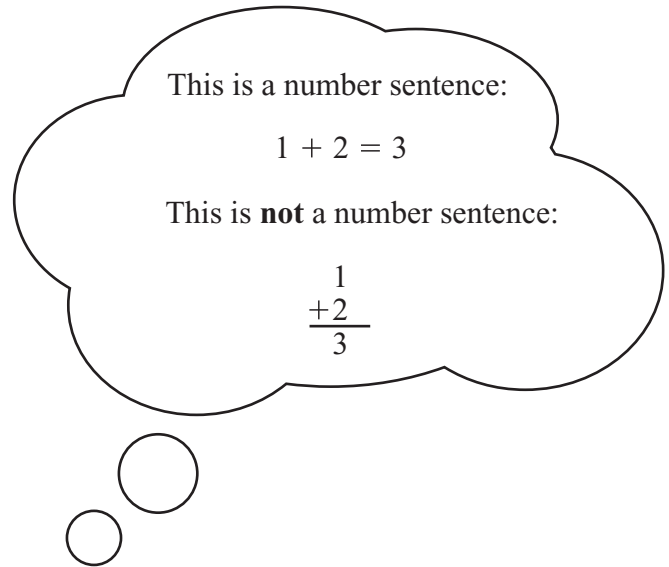 This is a number sentence:
1 + 2 = 3
This is not a number sentence:
1
+2
3